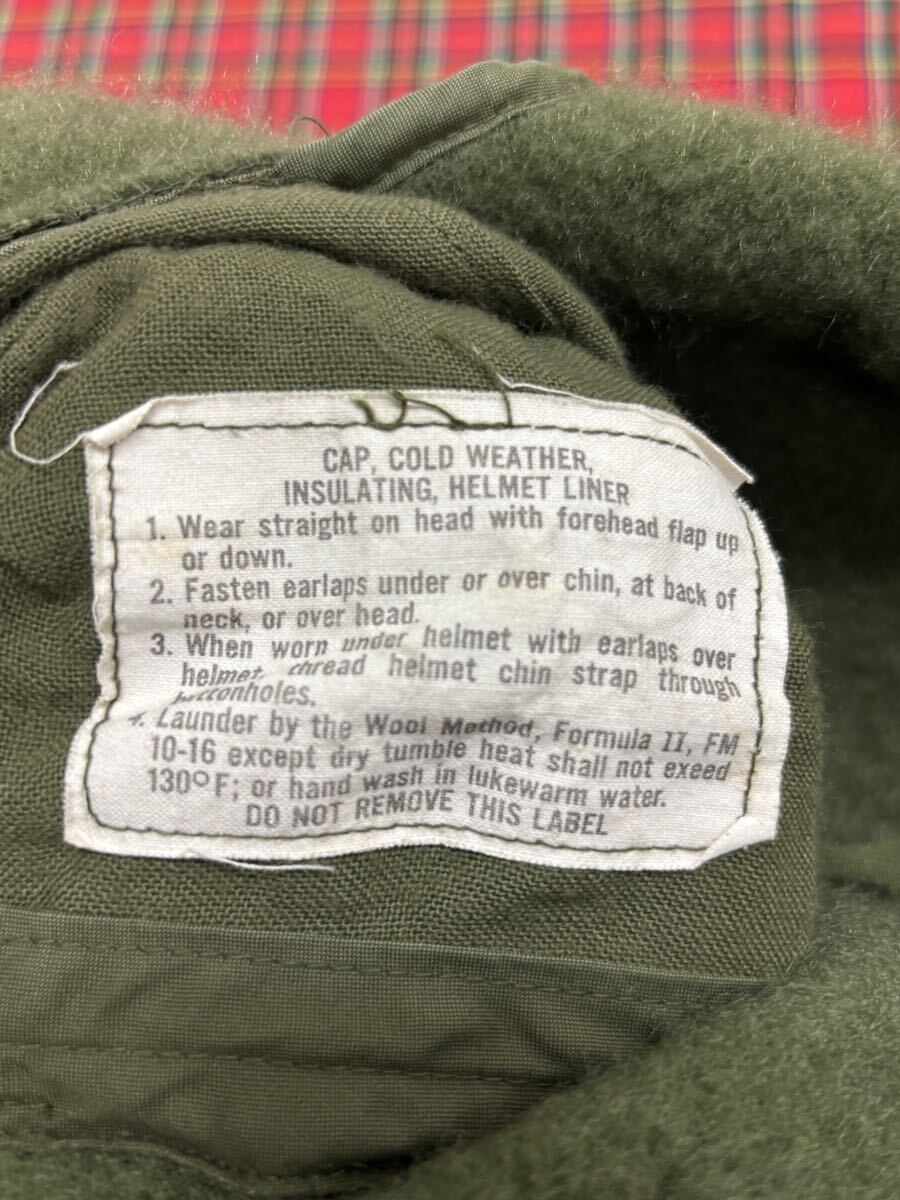 CAP, COLD WEATHER,
INSULATING, HELMET LINER
1. Wear straight on head with forehead flap up
or down.
2. Fasten earlaps under or over chin, at back of
neck, or over head.
3. When worn under helmet with earlaps over
helmet, thread helmet chin strap through
buttonholes.
4. Launder by the Wool Method, Formula II, FM
10-16 except dry tumble heat shall not exeed
130°F; or hand wash in lukewarm water.
DO NOT REMOVE THIS LABEL